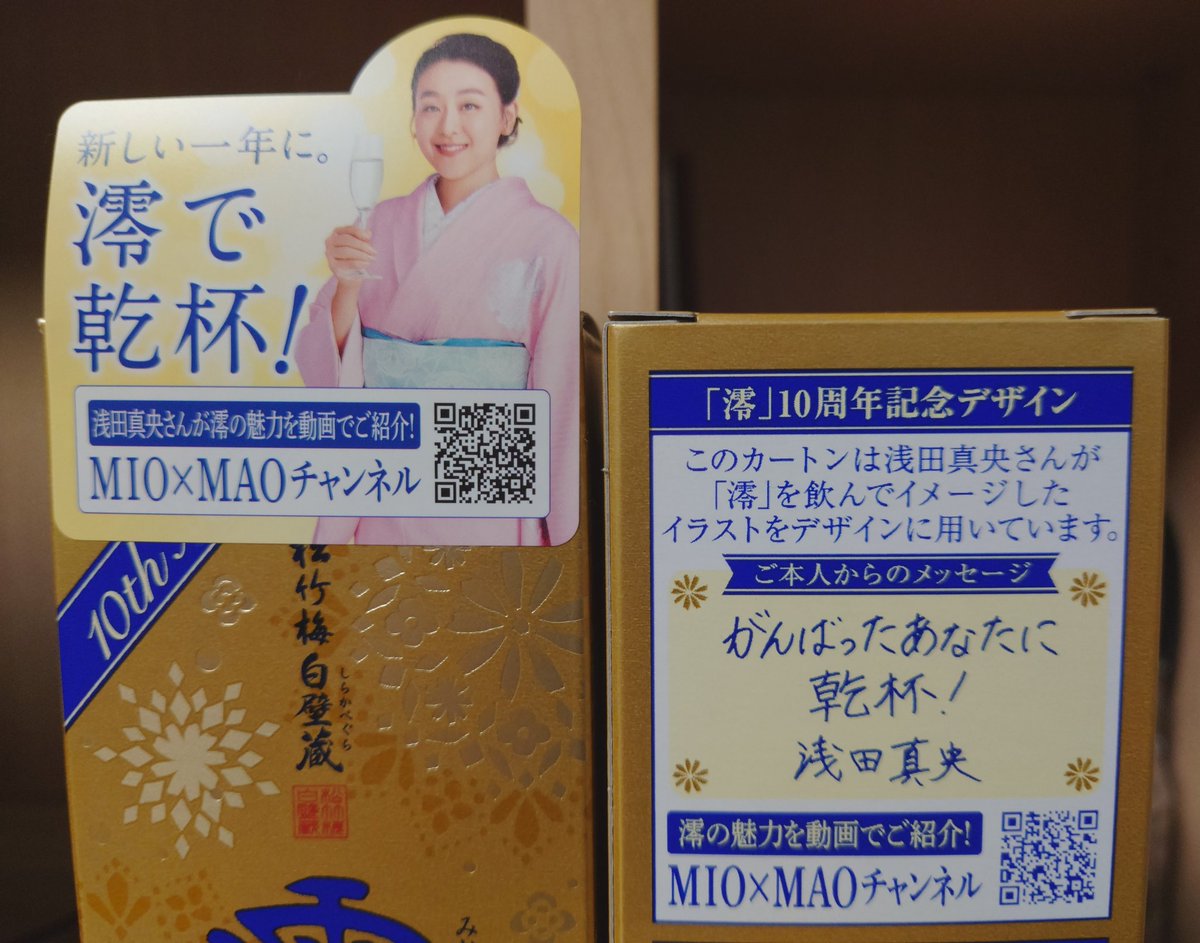 新しい一年に。
澪で
乾杯!
浅田真央さんが澪の魅力を動画でご紹介!
MIO×MAOチャンネル
10th
松竹梅白壁蔵
しらかべぐら
「澪」10周年記念デザイン
このカートンは浅田真央さんが
「澪」を飲んでイメージした
イラストをデザインに用いています。
ご本人からのメッセージ
がんばったあなたに
乾杯!
浅田真央
澪の魅力を動画でご紹介!
MIO×MAOチャンネル